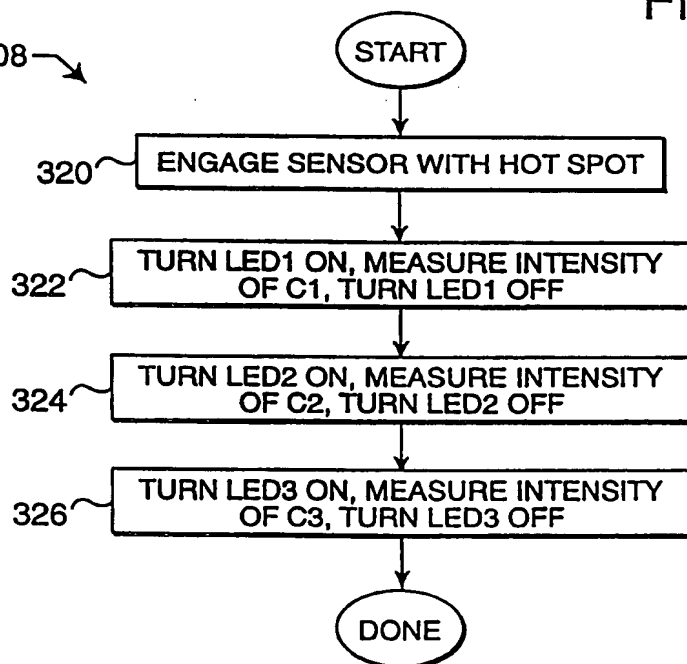 START
320 ENGAGE SENSOR WITH HOT SPOT
322 TURN LED1 ON, MEASURE INTENSITY
OF C1, TURN LED1 OFF
324 TURN LED2 ON, MEASURE INTENSITY
OF C2, TURN LED2 OFF
326 TURN LED3 ON, MEASURE INTENSITY
OF C3, TURN LED3 OFF
DONE